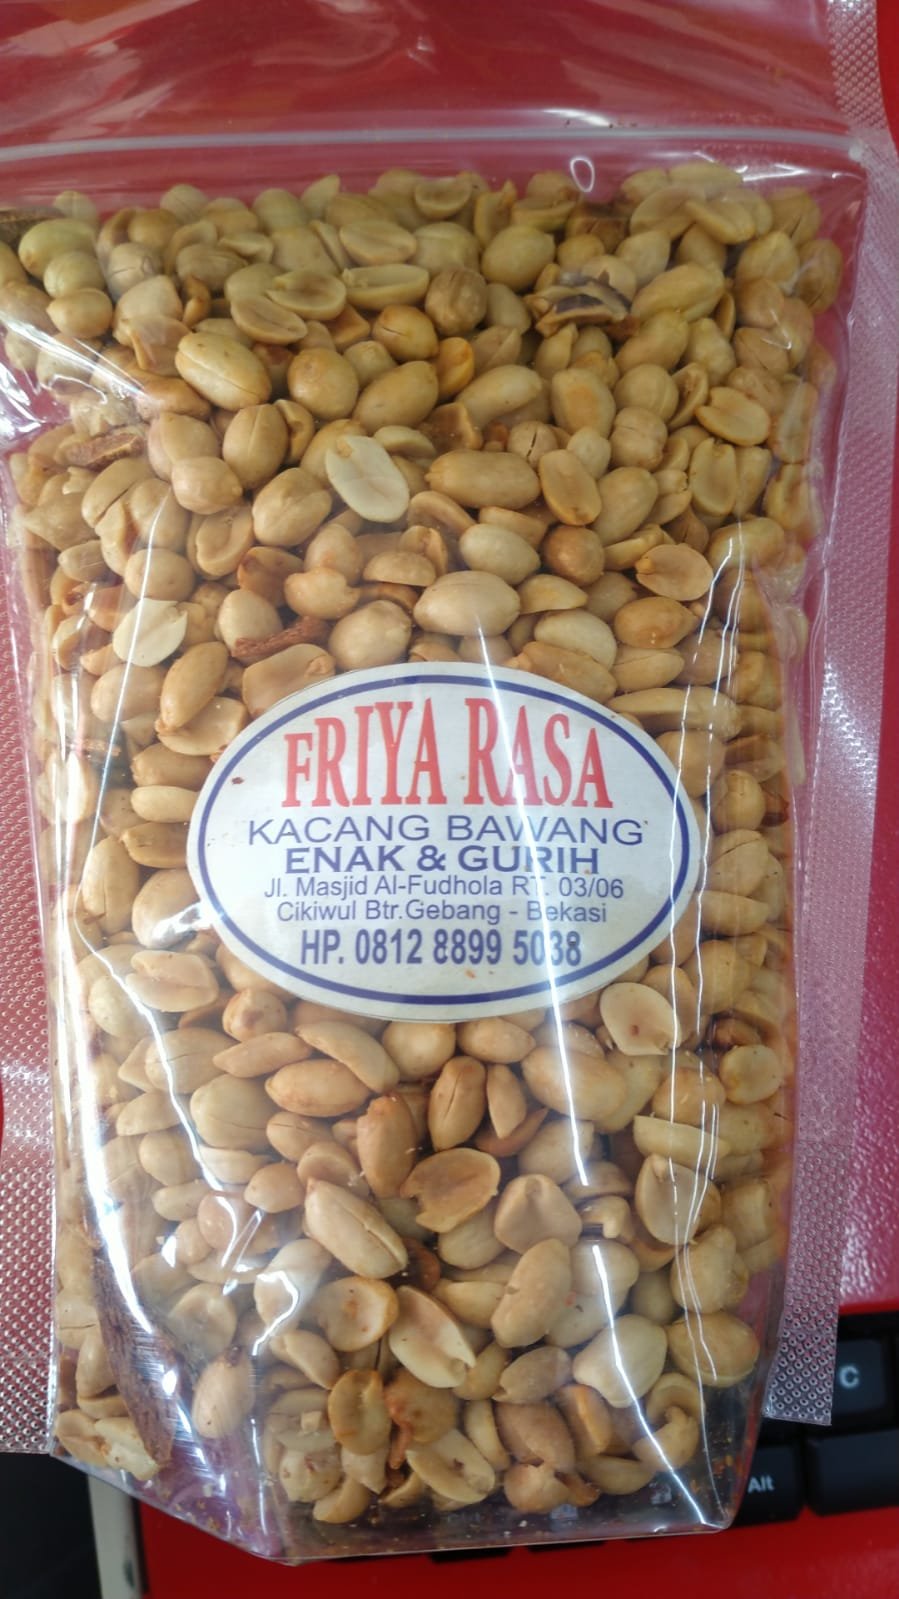 FRIYA RASA
KACANG BAWANG
ENAK & GURIH
Jl. Masjid Al-Fudhola RT. 03/06
Cikiwul Btr.Gebang - Bekasi
HP. 0812 8899 5038
C
Alt